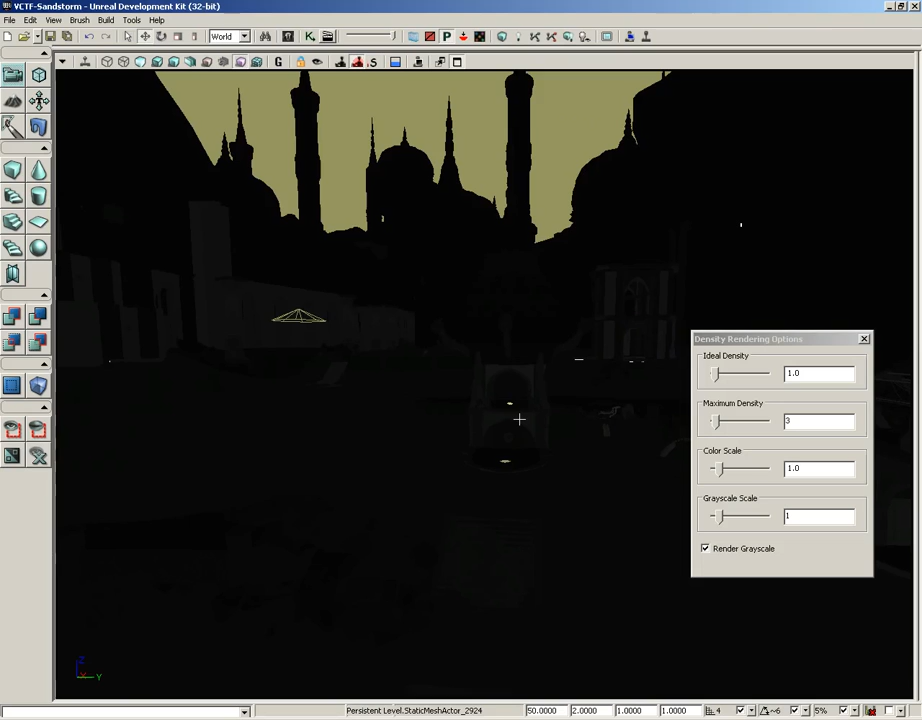 VCTF-Sandstorm - Unreal Development Kit (32-bit)
File Edit View Brush Build Tools Help
World
P
K
G
S
Density Rendering Options
Ideal Density
1.0
Maximum Density
3
Color Scale
1.0
Grayscale Scale
1
Render Grayscale
Z
X Y
Persistent Level.StaticMeshActor_2924
50.0000 2.0000 1.0000 1.0000
4
~6
5%